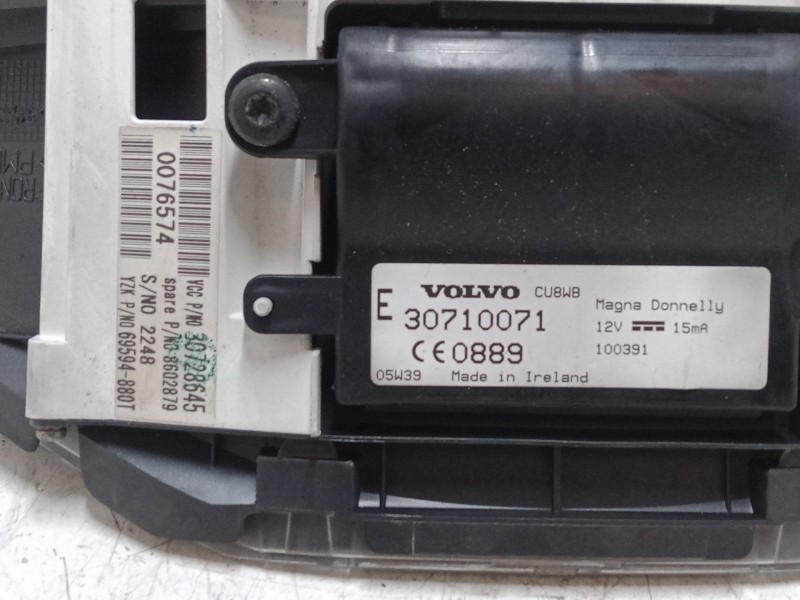 0076574
VCC P/NO 30728645
spare P/NO 8602879
S/NO 2248
YZK P/NO 69594-880T
VOLVO CU8WB
E 30710071
CE0889
05W39 Made in Ireland
Magna Donnelly
12V 15mA
100391